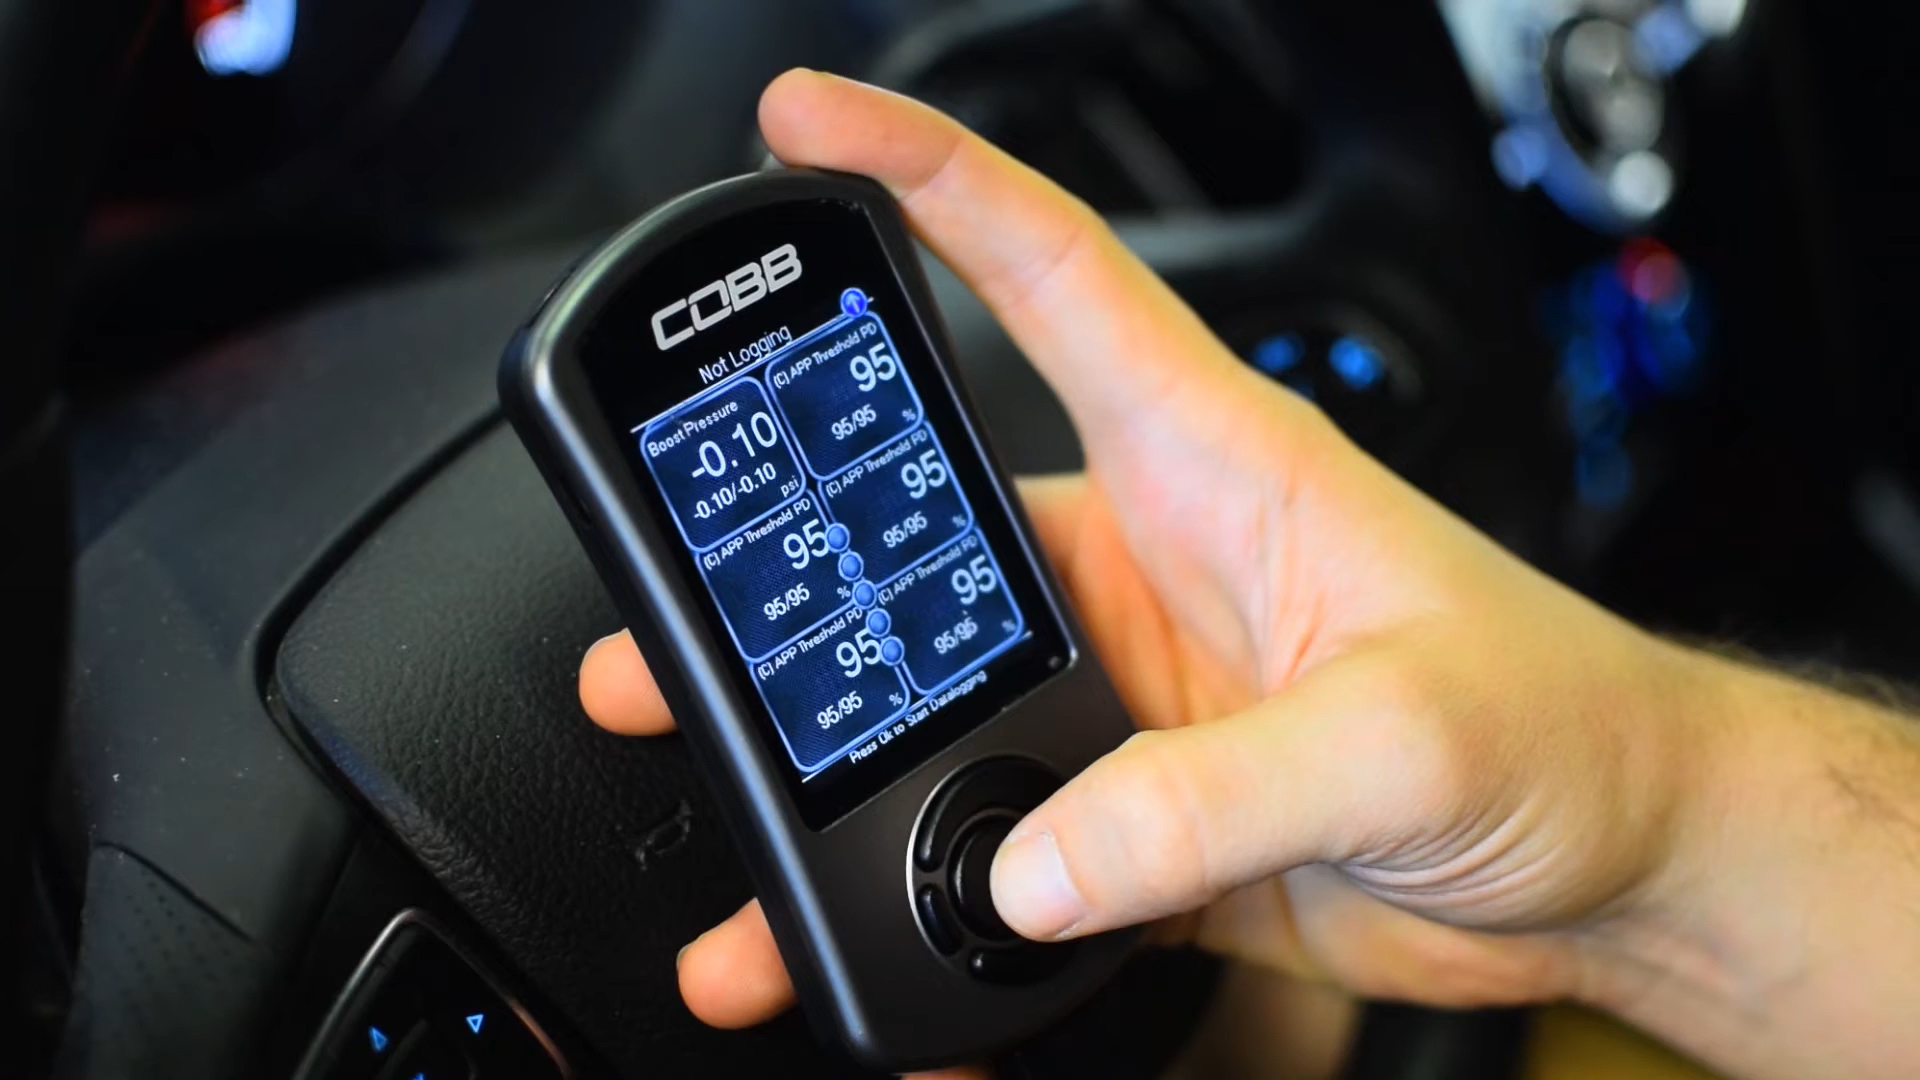 COBB
Not Logging
Boost Pressure
-0.10
-0.10/-0.10
psi
(C) APP Threshold PD
95
95/95 %
(C) APP Threshold PD
95
95/95 %
(C) APP Threshold PD
95
95/95 %
(C) APP Threshold PD
95
95/95 %
(C) APP Threshold PD
95
95/95 %
Press Ok to Start Datalogging